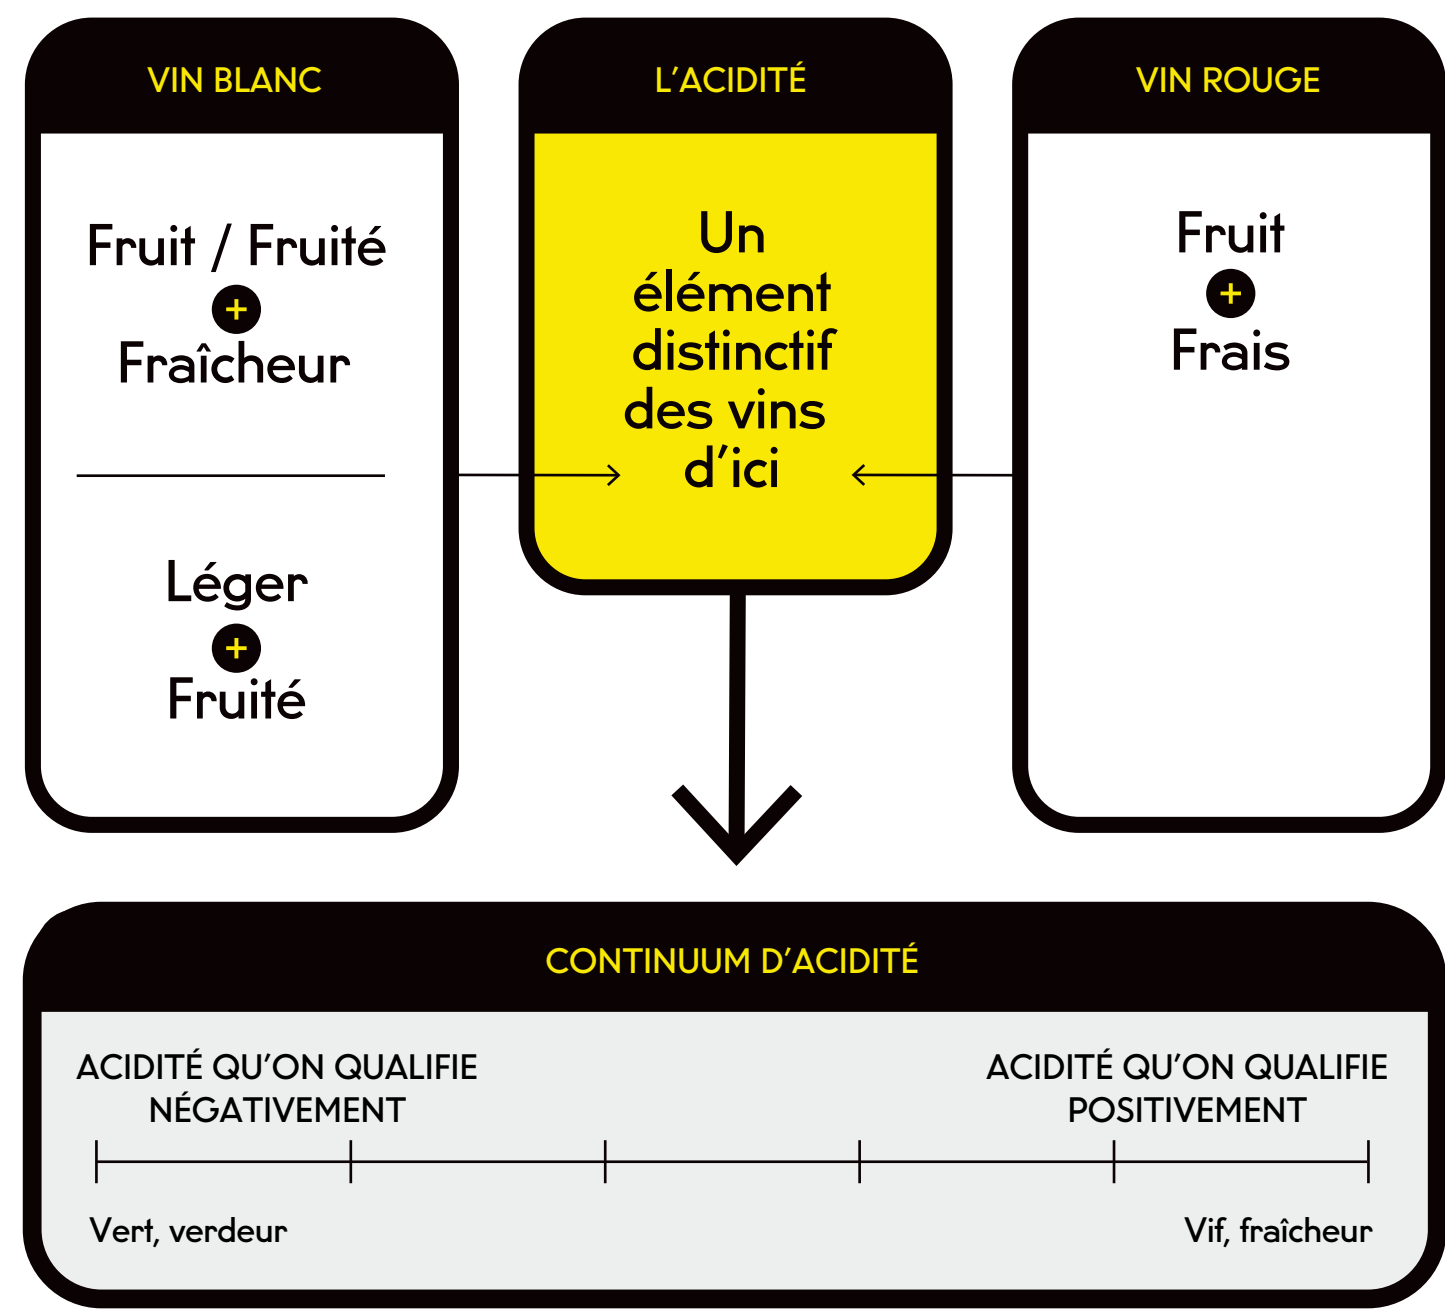 VIN BLANC
Fruit / Fruité
+
Fraîcheur
Léger
+
Fruité
L'ACIDITÉ
Un
élément
distinctif
des vins
d'ici
VIN ROUGE
Fruit
+
Frais
CONTINUUM D'ACIDITÉ
ACIDITÉ QU'ON QUALIFIE
NÉGATIVEMENT
ACIDITÉ QU'ON QUALIFIE
POSITIVEMENT
Vert, verdeur
Vif, fraîcheur